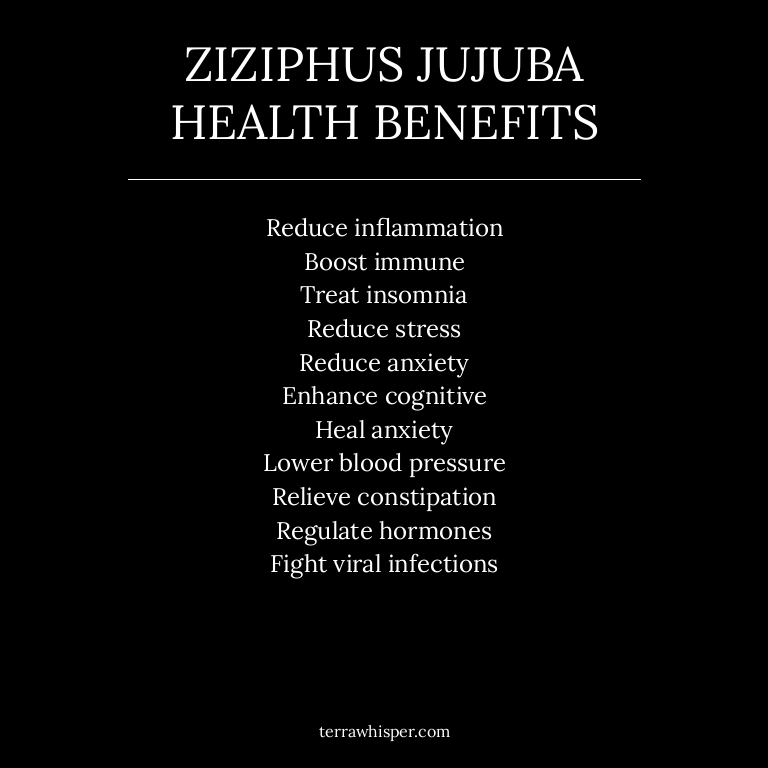 ZIZIPHUS JUJUBA
HEALTH BENEFITS
Reduce inflammation
Boost immune
Treat insomnia
Reduce stress
Reduce anxiety
Enhance cognitive
Heal anxiety
Lower blood pressure
Relieve constipation
Regulate hormones
Fight viral infections
terrawhisper.com